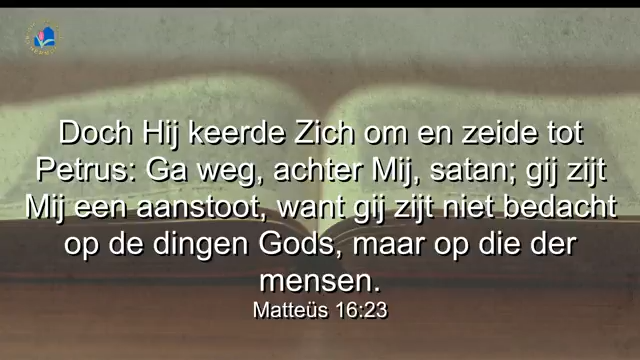 Doch Hij keerde Zich om en zeide tot
Petrus: Ga weg, achter Mij, satan; gij zijt
Mij een aanstoot, want gij zijt niet bedacht
op de dingen Gods, maar op die der
mensen.
Matteüs 16:23